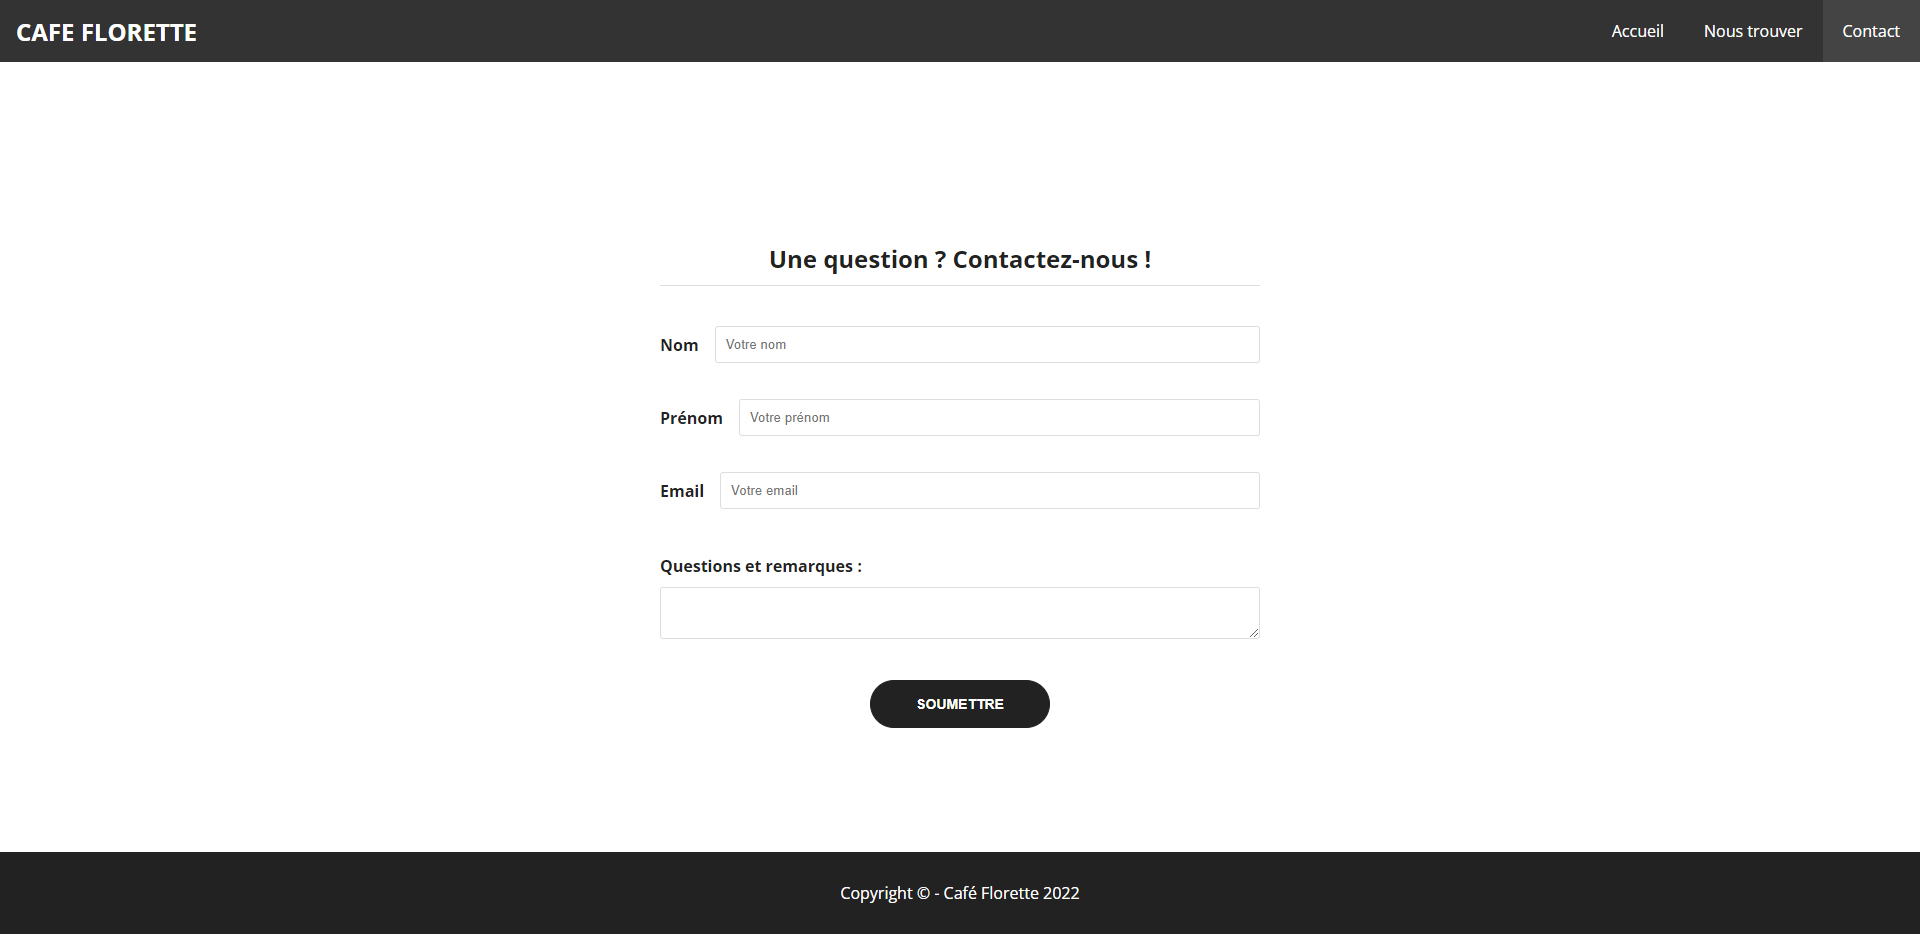 CAFE FLORETTE
Accueil Nous trouver Contact
Une question ? Contactez-nous !
Nom Votre nom
Prénom Votre prénom
Email Votre email
Questions et remarques :
SOUMETTRE
Copyright © - Café Florette 2022